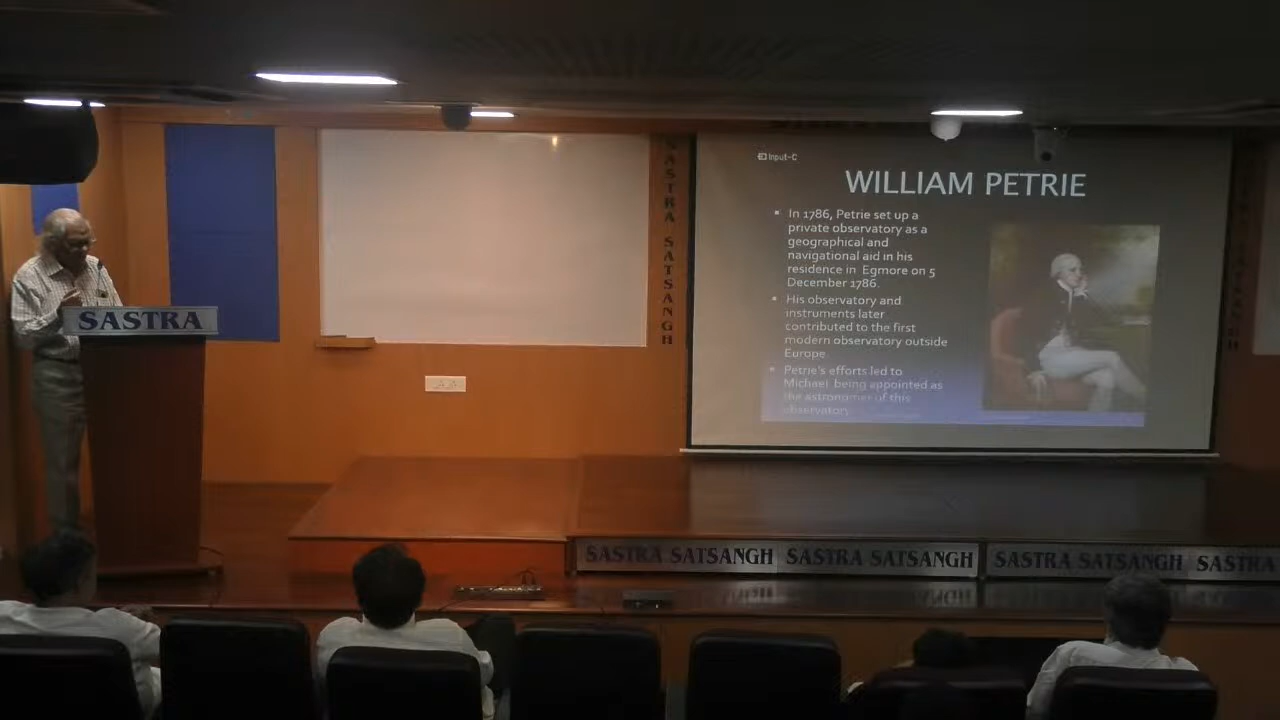 Input-C
WILLIAM PETRIE
▪ In 1786, Petrie set up a
private observatory as a
geographical and
navigational aid in his
residence in Egmore on 5
December 1786.
▪ His observatory and
instruments later
contributed to the first
modern observatory outside
Europe.
▪ Petrie's efforts led to
Michael being appointed as
the astronomer of this
observatory.
SASTRA SATSANGH
SASTRA
SASTRA SATSANGH SASTRA SATSANGH SASTRA SATSANGH SASTRA